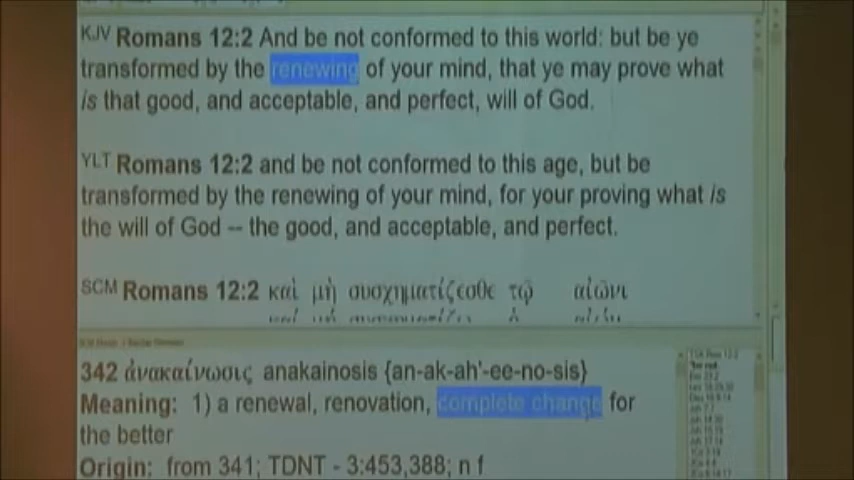 KJV Romans 12:2 And be not conformed to this world: but be ye
transformed by the renewing of your mind, that ye may prove what
is that good, and acceptable, and perfect, will of God.
YLT Romans 12:2 and be not conformed to this age, but be
transformed by the renewing of your mind, for your proving what is
the will of God -- the good, and acceptable, and perfect.
SCM Romans 12:2 καὶ μὴ συσχηματίζεσθε τῷ αἰῶνι
342 ἀνακαίνωσις anakainosis {an-ak-ah'-ee-no-sis}
Meaning: 1) a renewal, renovation, complete change for
the better
Origin: from 341; TDNT - 3:453,388; n f